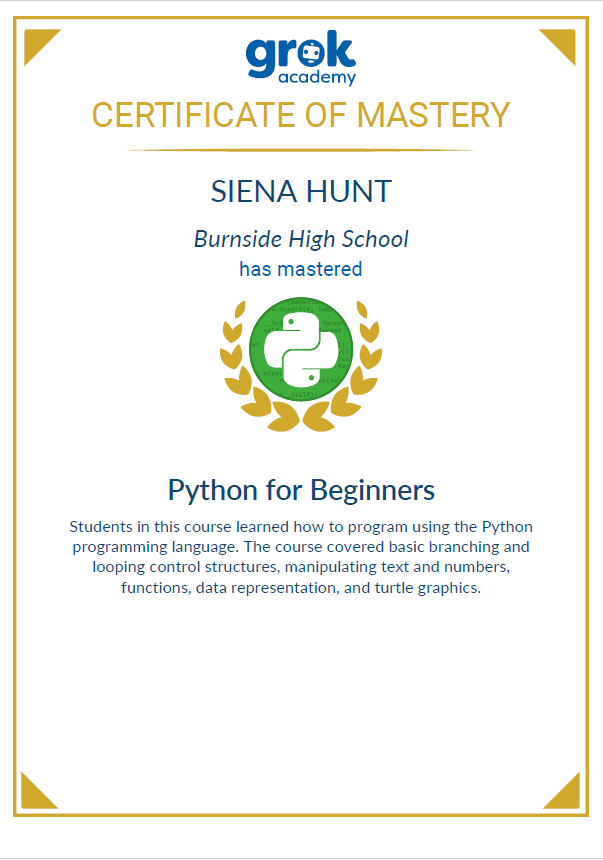 grok
academy
CERTIFICATE OF MASTERY
SIENA HUNT
Burnside High School
has mastered
Python for Beginners
Students in this course learned how to program using the Python
programming language. The course covered basic branching and
looping control structures, manipulating text and numbers,
functions, data representation, and turtle graphics.